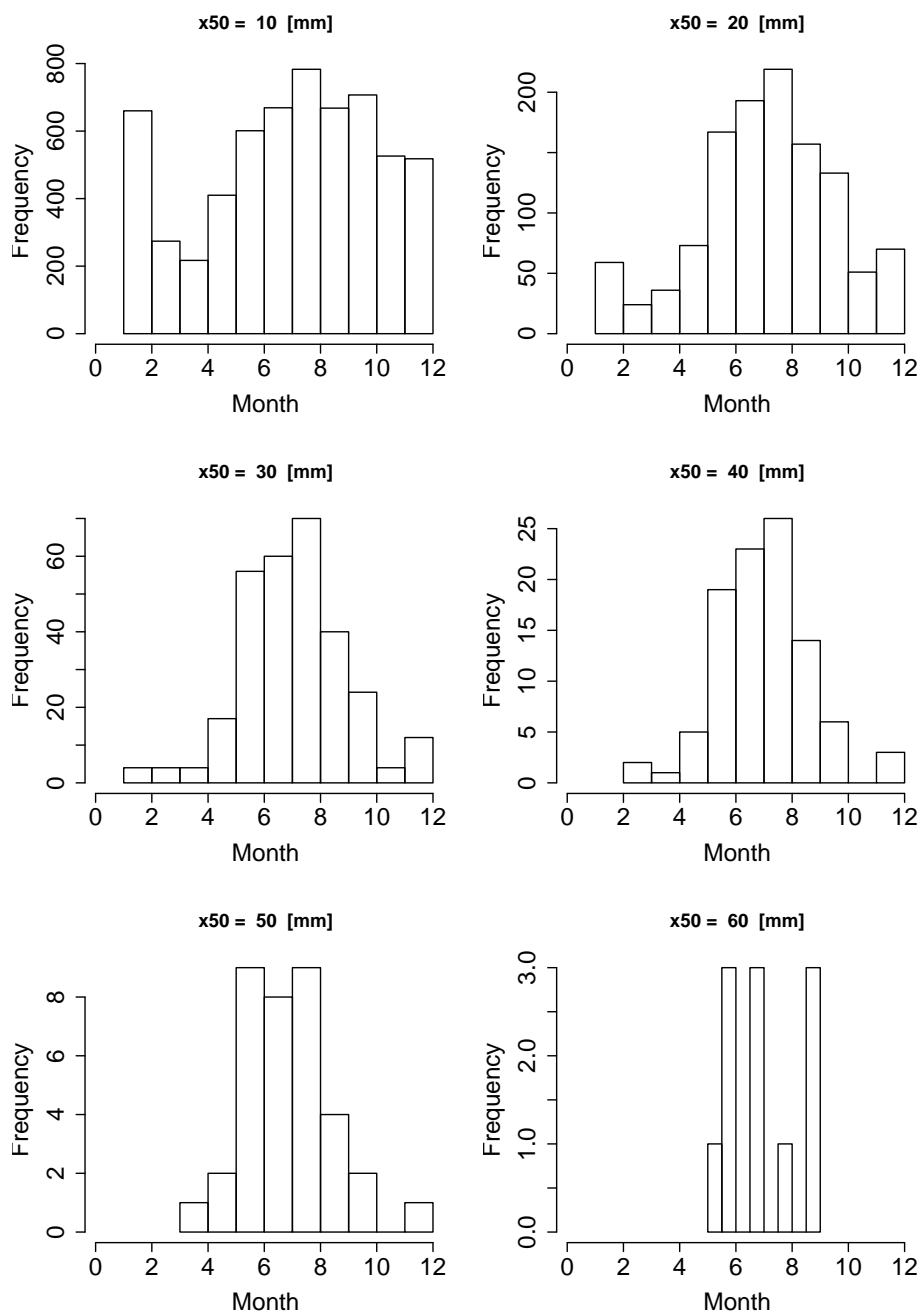 x50 = 10 [mm]
Frequency
0 200 400 600 800
0 2 4 6 8 10 12
Month
x50 = 20 [mm]
Frequency
0 50 100 200
0 2 4 6 8 10 12
Month
x50 = 30 [mm]
Frequency
0 20 40 60
0 2 4 6 8 10 12
Month
x50 = 40 [mm]
Frequency
0 5 10 15 20 25
0 2 4 6 8 10 12
Month
x50 = 50 [mm]
Frequency
0 2 4 6 8
0 2 4 6 8 10 12
Month
x50 = 60 [mm]
Frequency
0.0 1.0 2.0 3.0
0 2 4 6 8 10 12
Month